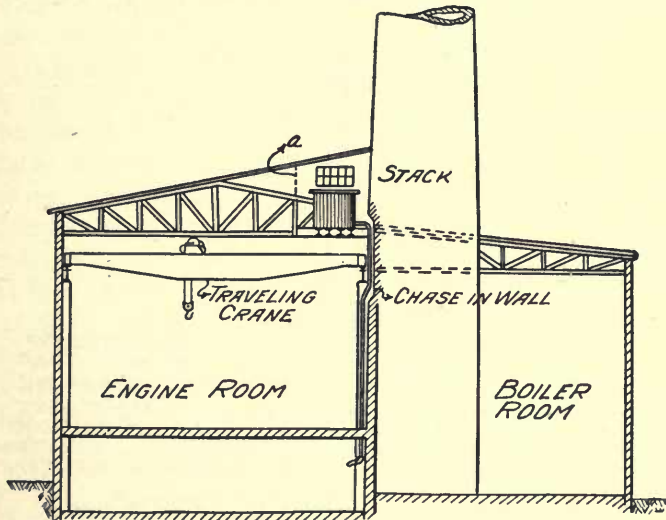 a
STACK
TRAVELING
CRANE
CHASE IN WALL
ENGINE ROOM
BOILER
ROOM